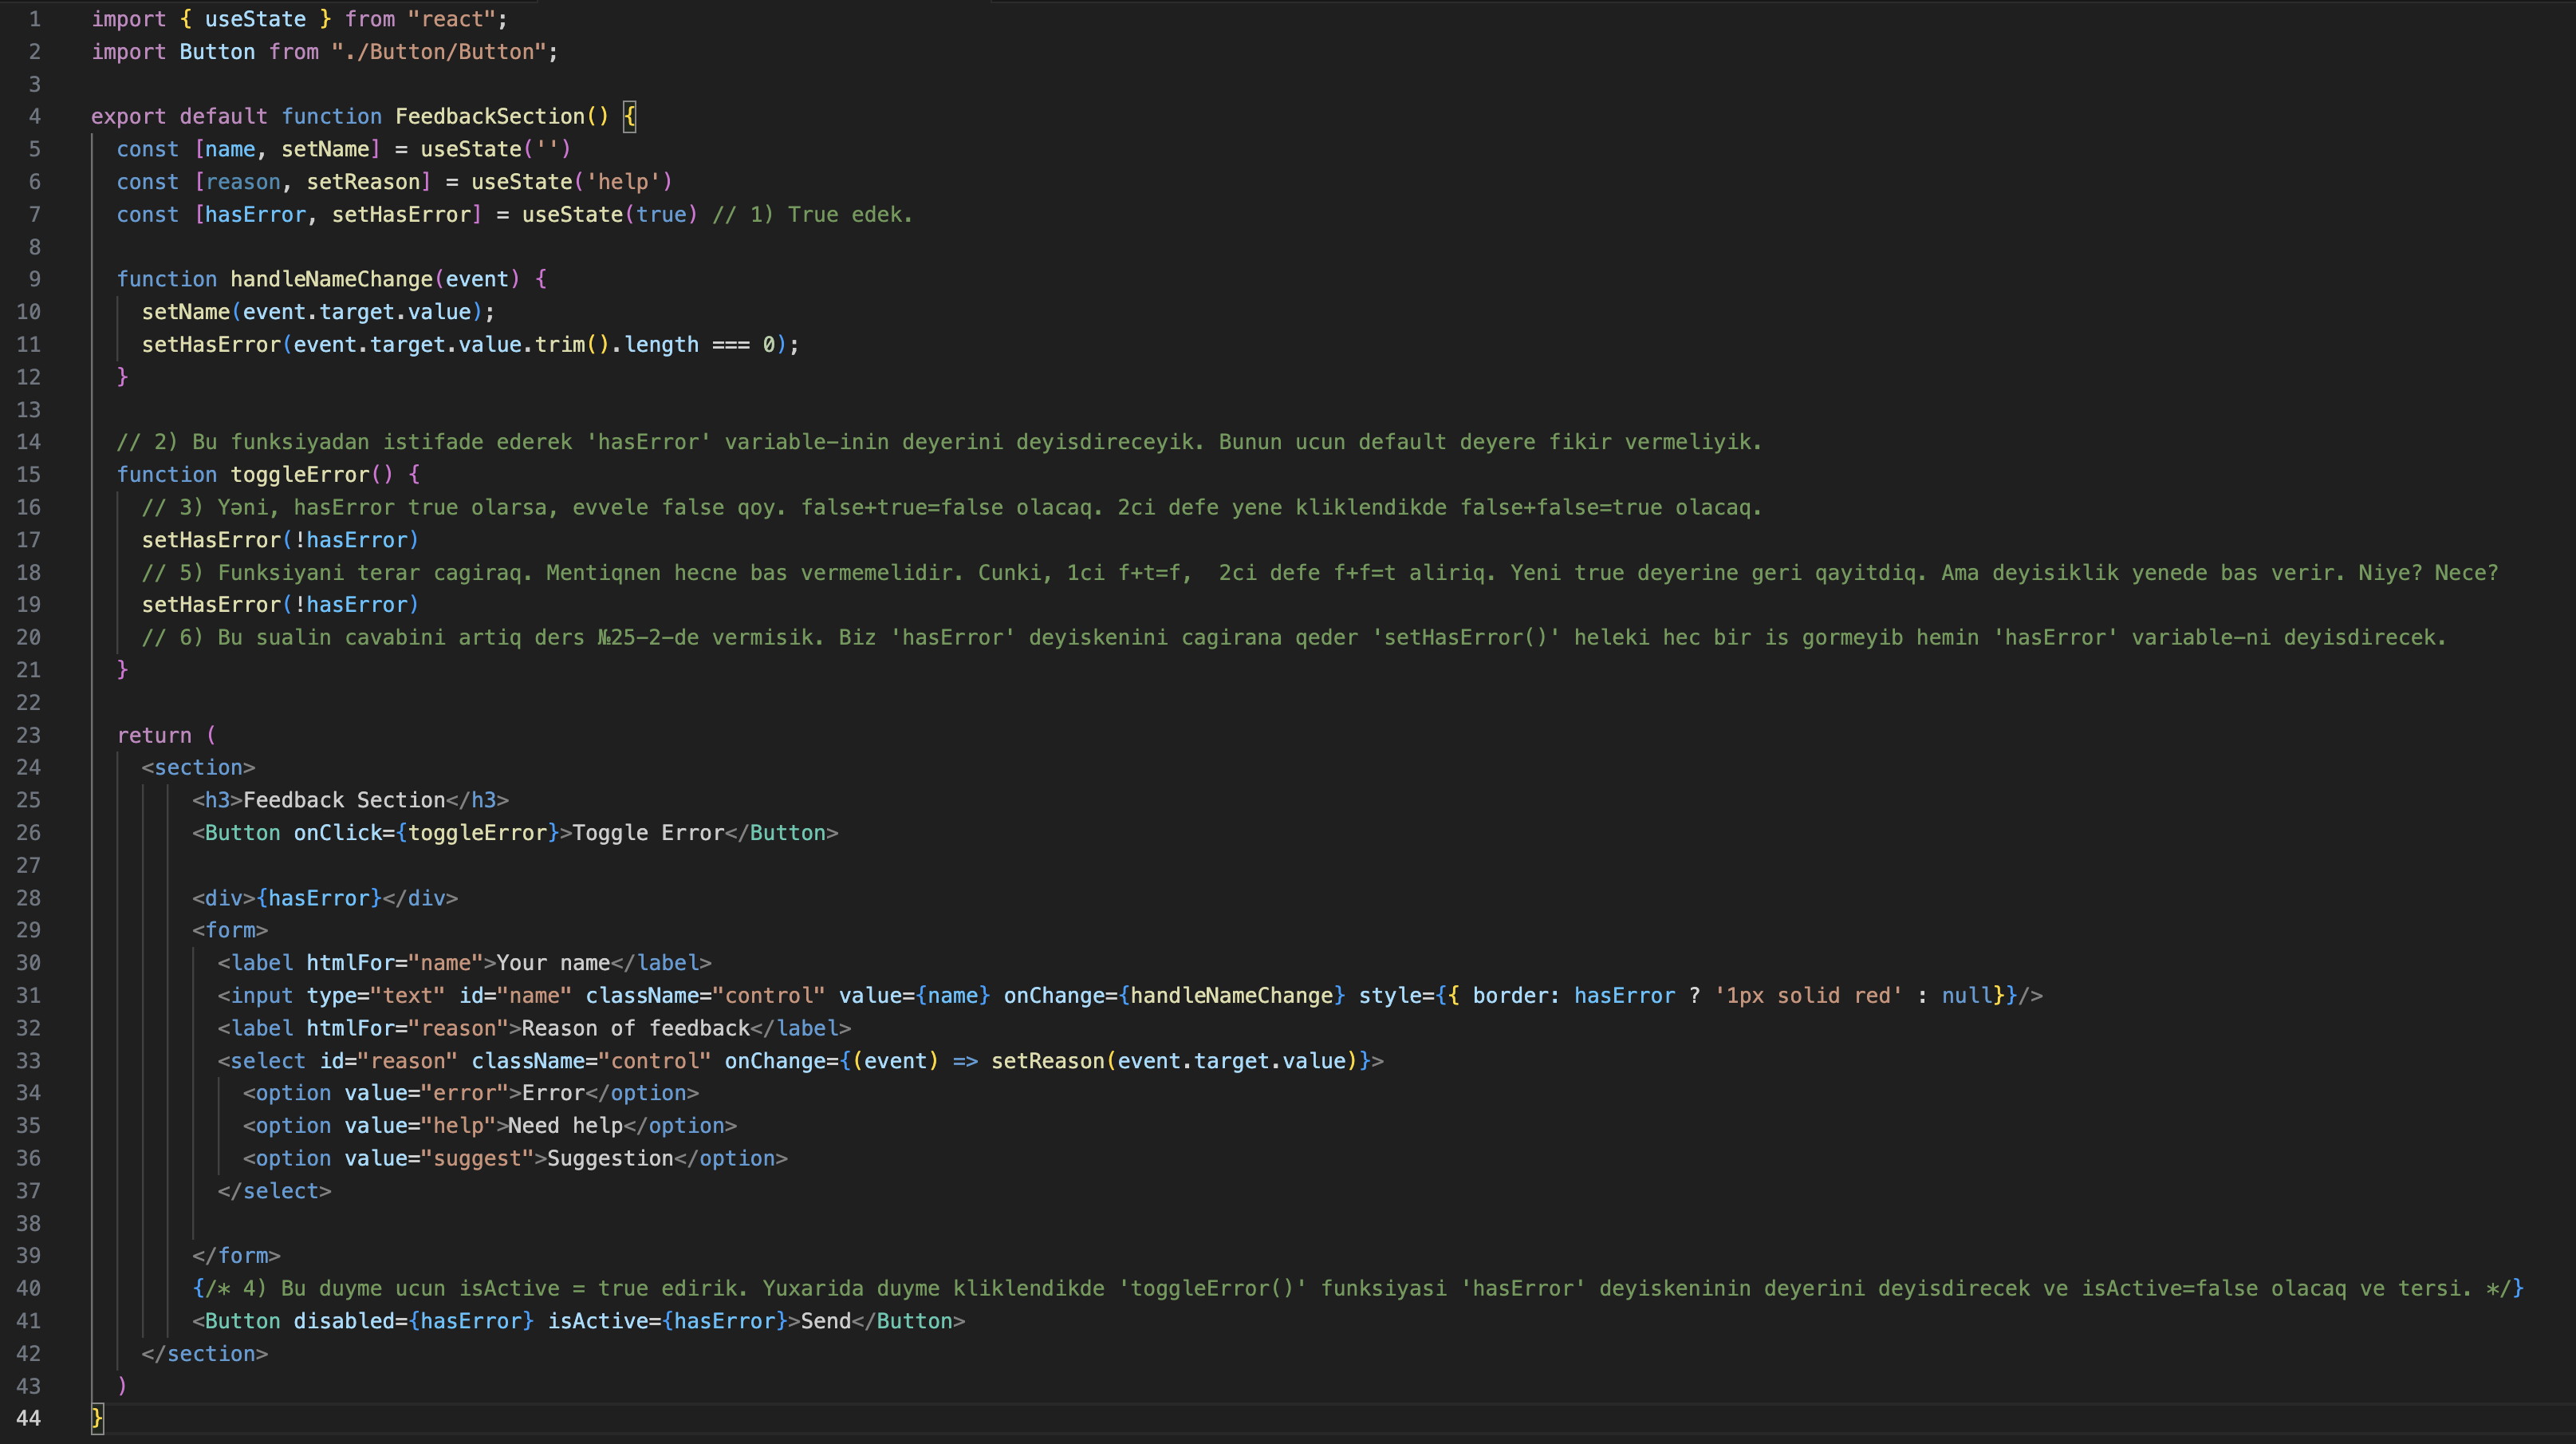 1 import { useState } from "react";
2 import Button from "./Button/Button";
3
4 export default function FeedbackSection() {
5 const [name, setName] = useState('')
6 const [reason, setReason] = useState('help')
7 const [hasError, setHasError] = useState(true) // 1) True edek.
8
9 function handleNameChange(event) {
10 setName(event.target.value);
11 setHasError(event.target.value.trim().length === 0);
12 }
13
14 // 2) Bu funksiyadan istifade ederek 'hasError' variable-inin deyerini deyisdireceyik. Bunun ucun default deyere fikir vermeliyik.
15 function toggleError() {
16 // 3) Yəni, hasError true olarsa, evvele false qoy. false+true=false olacaq. 2ci defe yene kliklendikde false+false=true olacaq.
17 setHasError(!hasError)
18 // 5) Funksiyani terar cagiraq. Mentiqnen hecne bas vermemelidir. Cunki, 1ci f+t=f,  2ci defe f+f=t aliriq. Yeni true deyerine geri qayitdiq. Ama deyisiklik yenede bas verir. Niye? Nece?
19 setHasError(!hasError)
20 // 6) Bu sualin cavabini artiq ders №25-2-de vermisik. Biz 'hasError' deyiskenini cagirana qeder 'setHasError()' heleki hec bir is gormeyib hemin 'hasError' variable-ni deyisdirecek.
21 }
22
23 return (
24 <section>
25 <h3>Feedback Section</h3>
26 <Button onClick={toggleError}>Toggle Error</Button>
27
28 <div>{hasError}</div>
29 <form>
30 <label htmlFor="name">Your name</label>
31 <input type="text" id="name" className="control" value={name} onChange={handleNameChange} style={{ border: hasError ? '1px solid red' : null}}/>
32 <label htmlFor="reason">Reason of feedback</label>
33 <select id="reason" className="control" onChange={(event) => setReason(event.target.value)}>
34 <option value="error">Error</option>
35 <option value="help">Need help</option>
36 <option value="suggest">Suggestion</option>
37 </select>
38
39 </form>
40 {/* 4) Bu duyme ucun isActive = true edirik. Yuxarida duyme kliklendikde 'toggleError()' funksiyasi 'hasError' deyiskeninin deyerini deyisdirecek ve isActive=false olacaq ve tersi. */}
41 <Button disabled={hasError} isActive={hasError}>Send</Button>
42 </section>
43 )
44 }